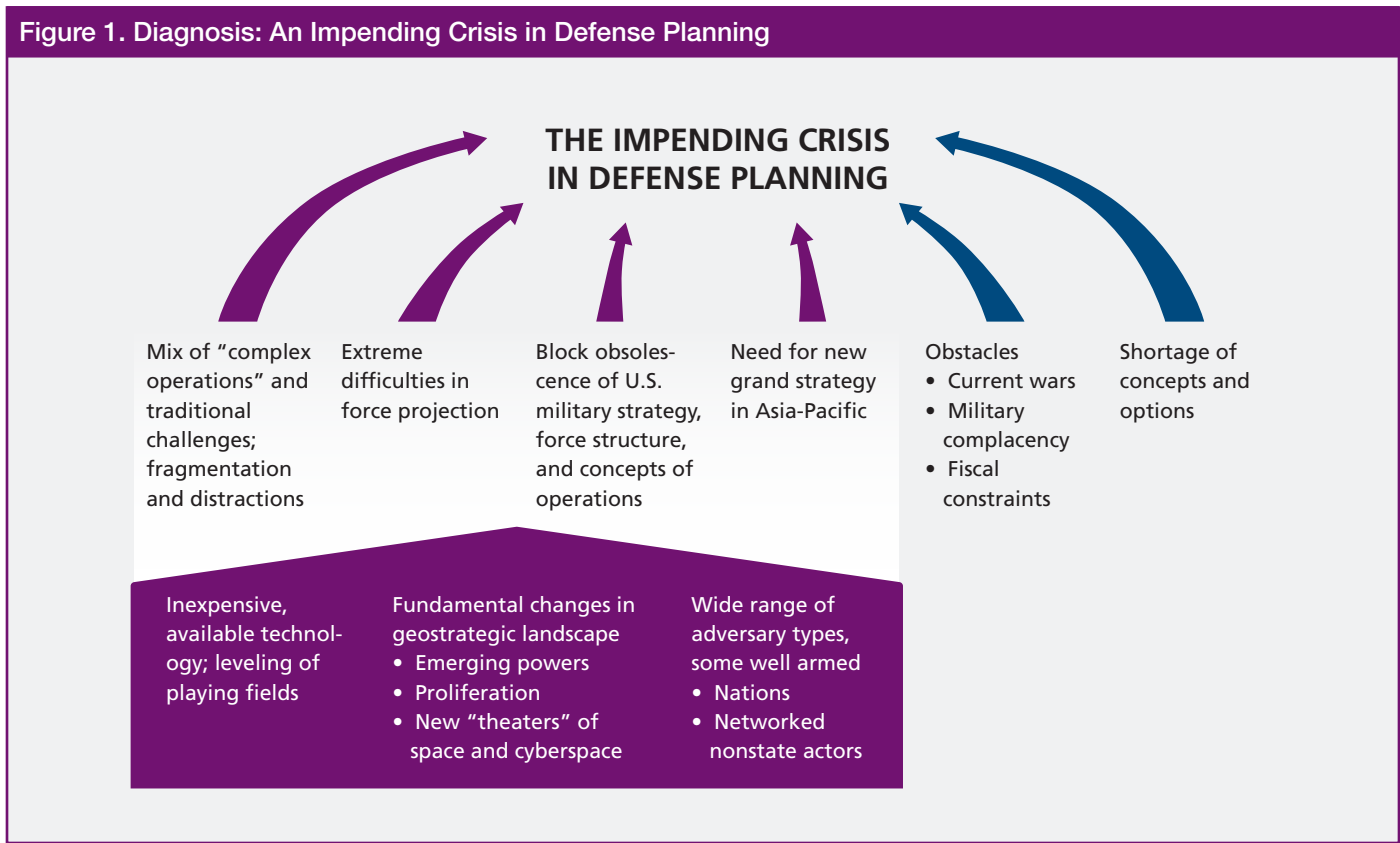 Figure 1. Diagnosis: An Impending Crisis in Defense Planning
THE IMPENDING CRISIS
IN DEFENSE PLANNING
Mix of “complex
operations” and
traditional
challenges;
fragmentation
and distractions
Extreme
difficulties in
force projection
Block obsoles-
cence of U.S.
military strategy,
force structure,
and concepts of
operations
Need for new
grand strategy
in Asia-Pacific
Obstacles
• Current wars
• Military
complacency
• Fiscal
constraints
Shortage of
concepts and
options
Inexpensive,
available technol-
ogy; leveling of
playing fields
Fundamental changes in
geostrategic landscape
• Emerging powers
• Proliferation
• New “theaters” of
space and cyberspace
Wide range of
adversary types,
some well armed
• Nations
• Networked
nonstate actors